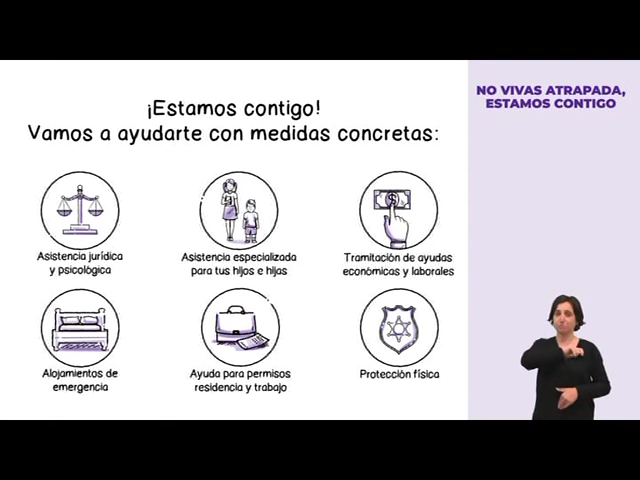 NO VIVAS ATRAPADA,
ESTAMOS CONTIGO
¡Estamos contigo!
Vamos a ayudarte con medidas concretas:
Asistencia jurídica
y psicológica
Asistencia especializada
para tus hijos e hijas
Tramitación de ayudas
económicas y laborales
Alojamientos de
emergencia
Ayuda para permisos
residencia y trabajo
Protección física